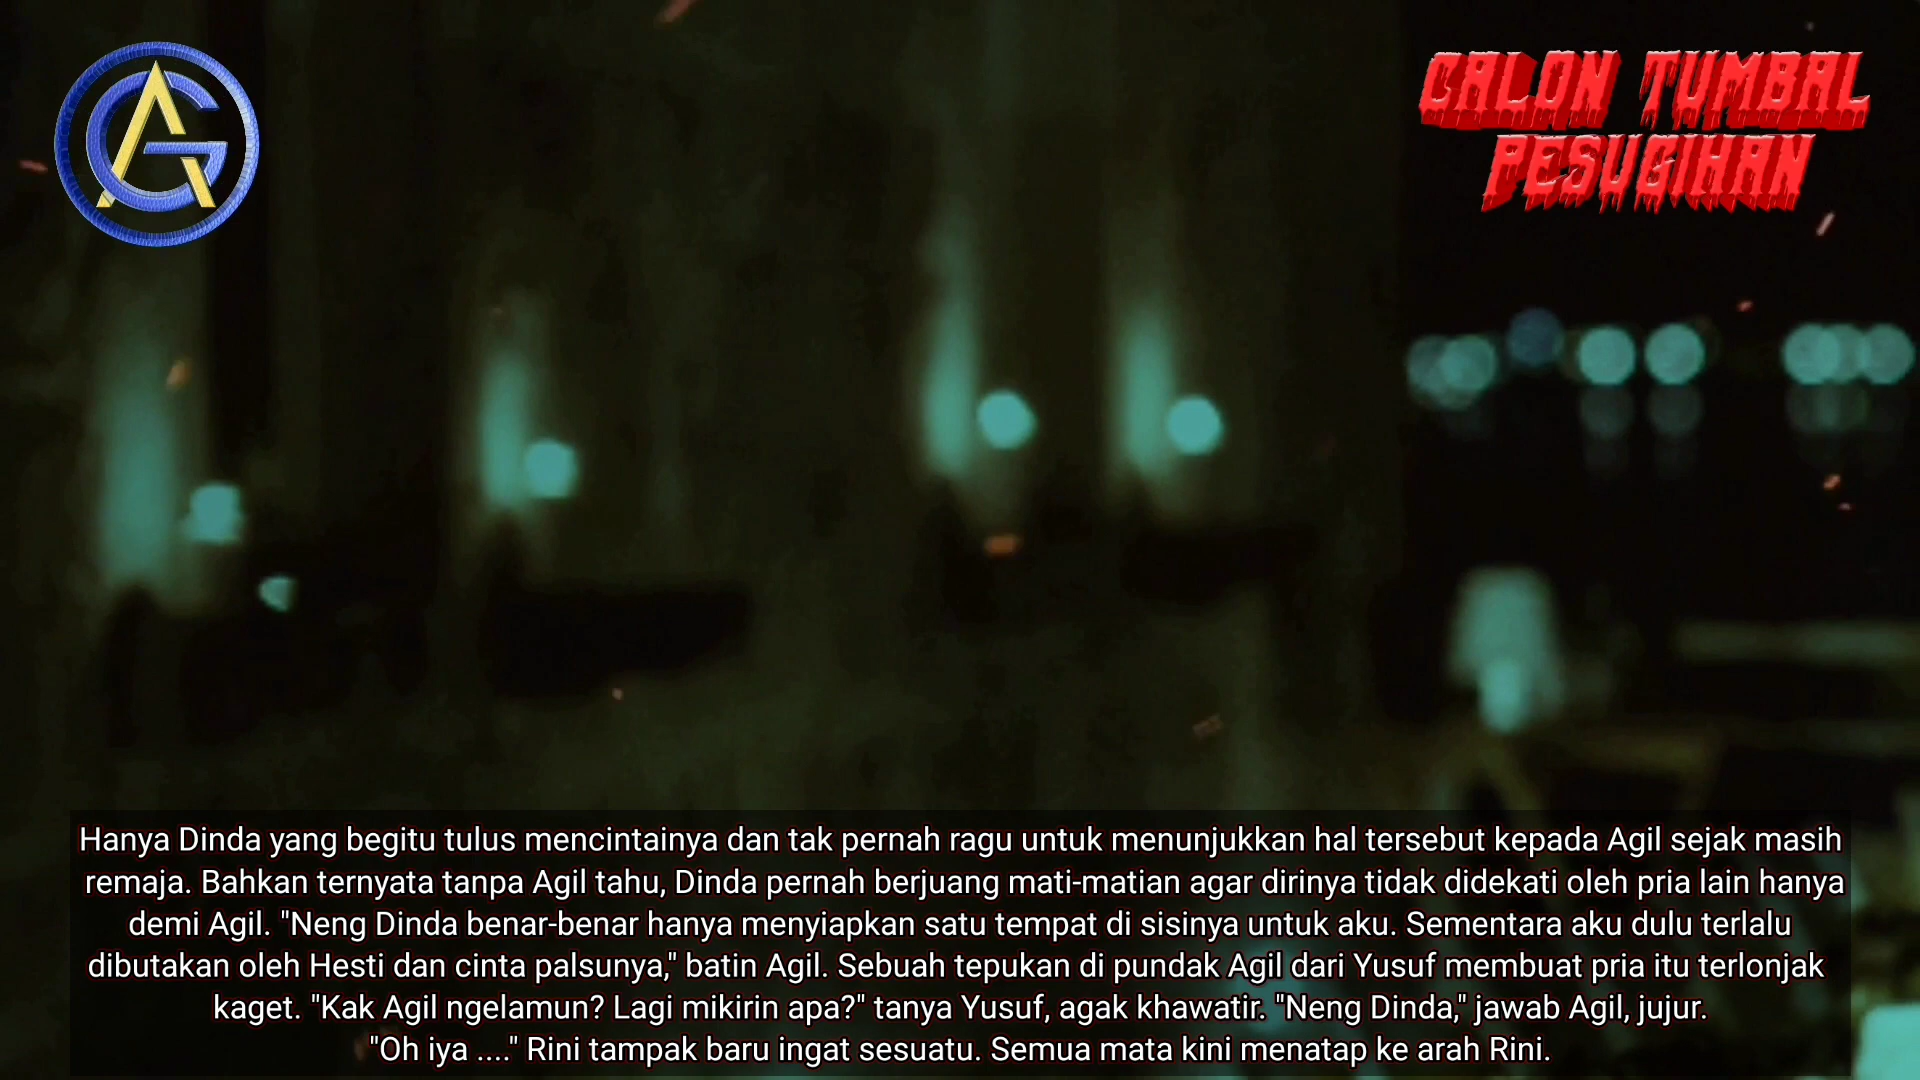 CALON TUMBAL
PESUGIHAN
Hanya Dinda yang begitu tulus mencintainya dan tak pernah ragu untuk menunjukkan hal tersebut kepada Agil sejak masih
remaja. Bahkan ternyata tanpa Agil tahu, Dinda pernah berjuang mati-matian agar dirinya tidak didekati oleh pria lain hanya
demi Agil. "Neng Dinda benar-benar hanya menyiapkan satu tempat di sisinya untuk aku. Sementara aku dulu terlalu
dibutakan oleh Hesti dan cinta palsunya," batin Agil. Sebuah tepukan di pundak Agil dari Yusuf membuat pria itu terlonjak
kaget. "Kak Agil ngelamun? Lagi mikirin apa?" tanya Yusuf, agak khawatir. "Neng Dinda," jawab Agil, jujur.
"Oh iya ...." Rini tampak baru ingat sesuatu. Semua mata kini menatap ke arah Rini.